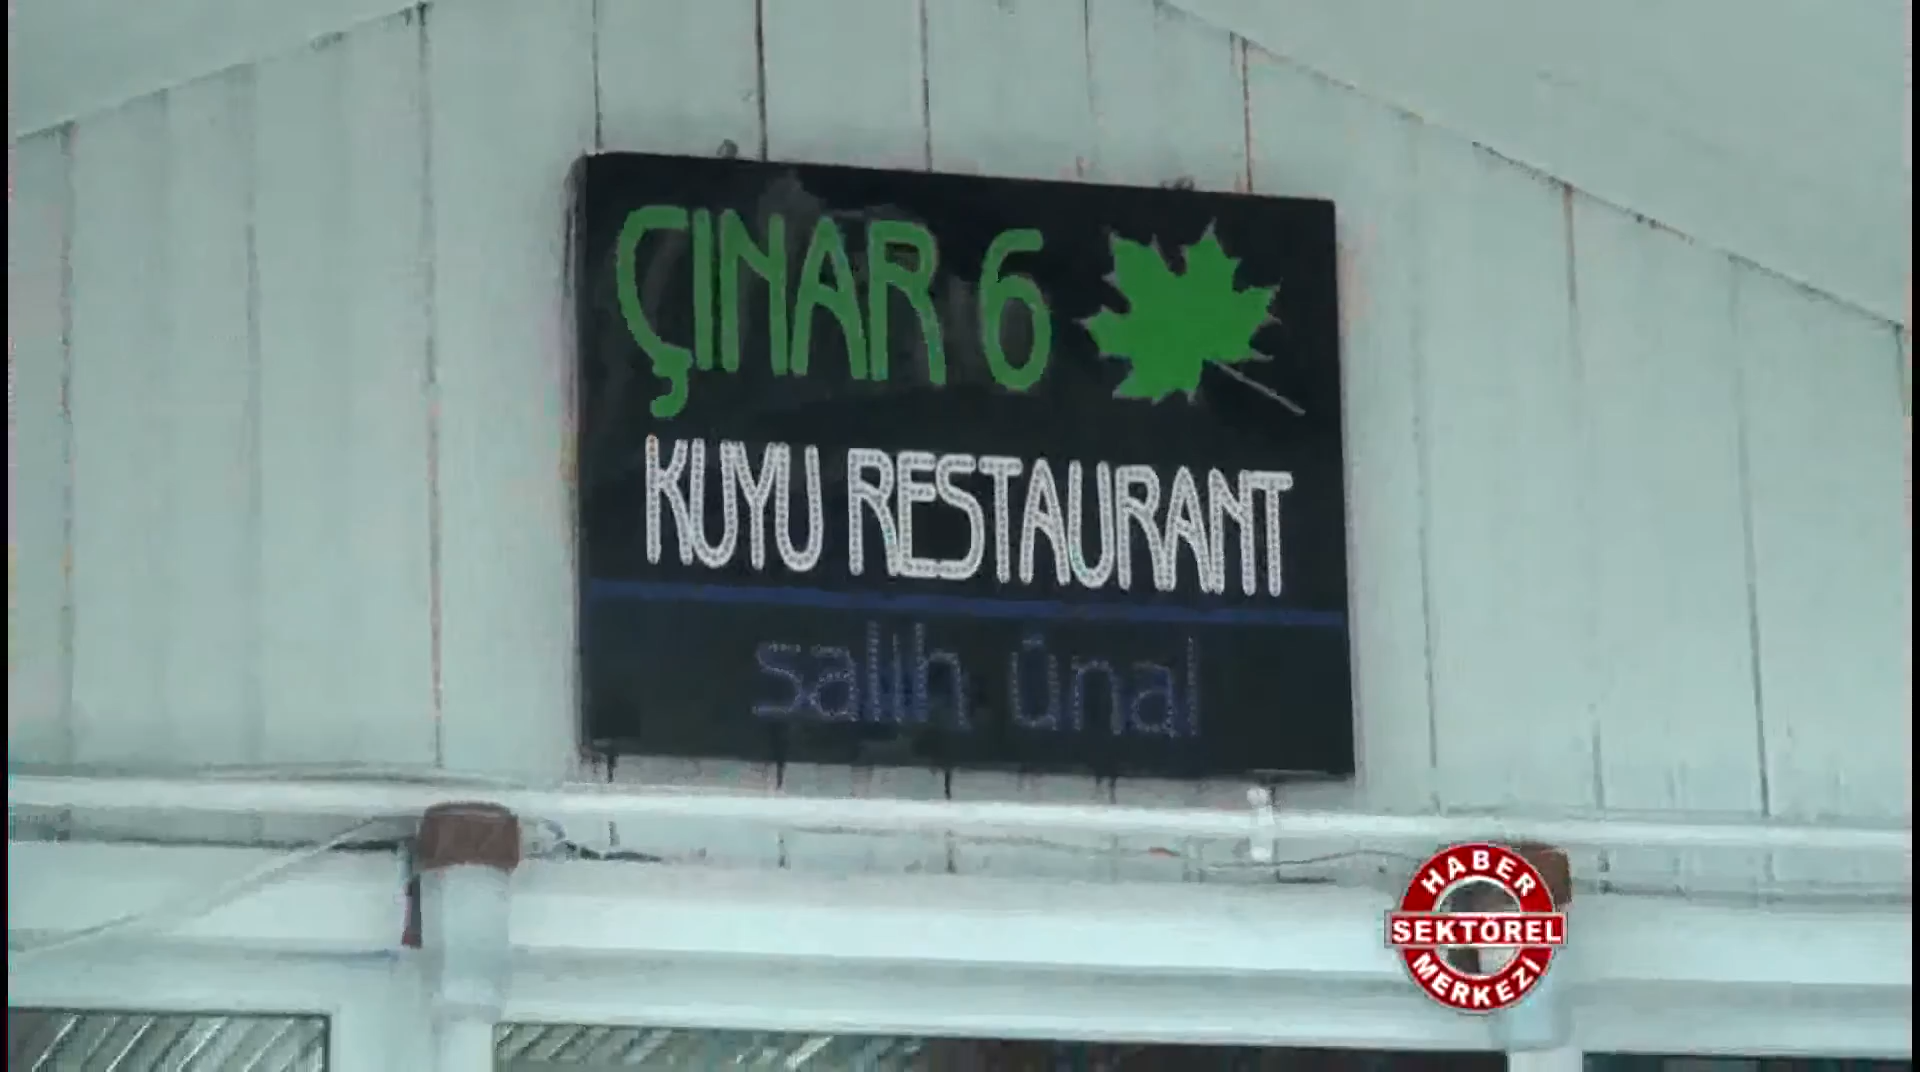 ÇINAR 6
KUYU RESTAURANT
salih ünal
HABER
SEKTÖREL
MERKEZİ